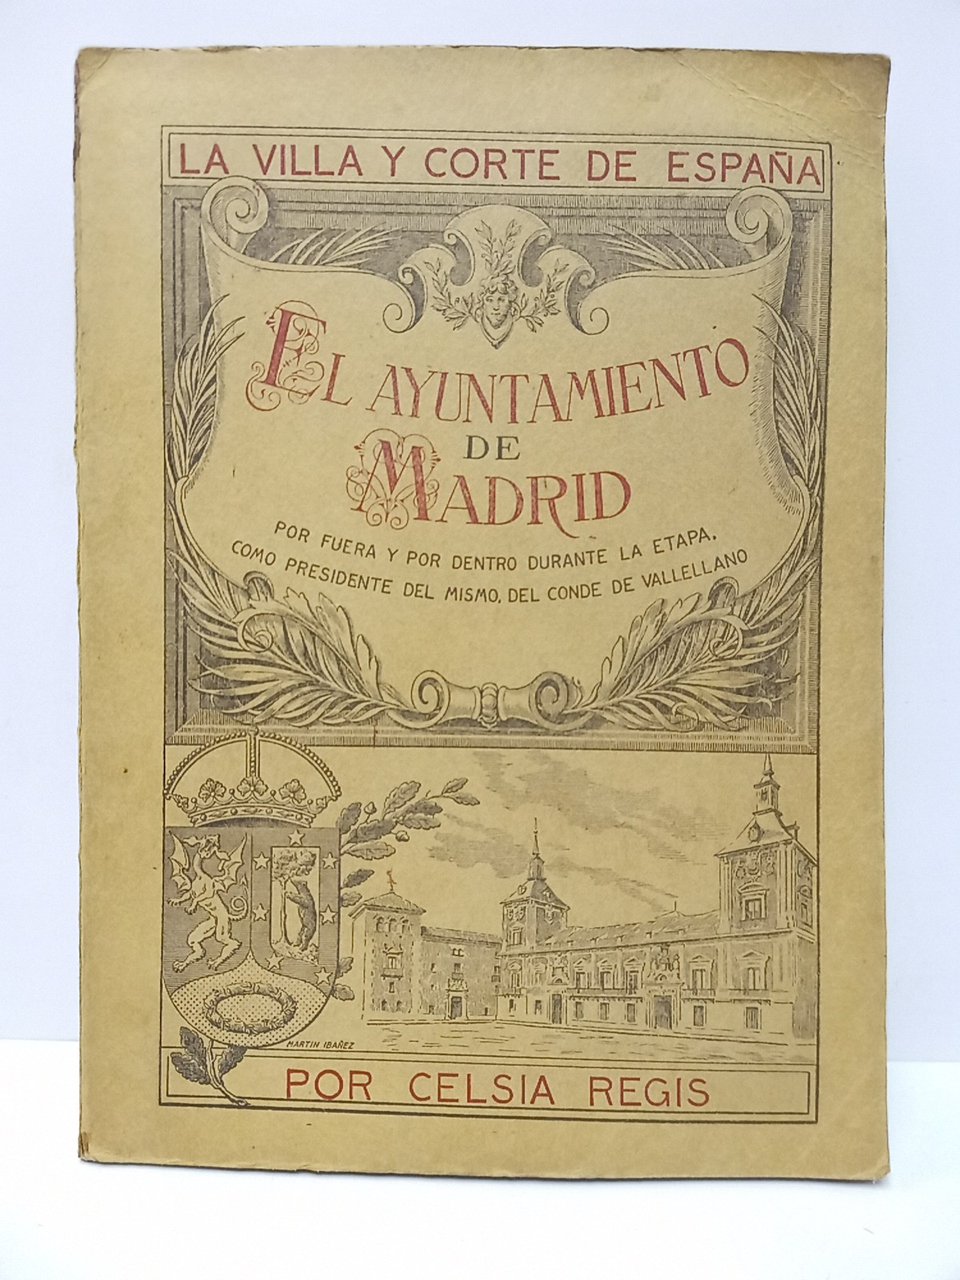 LA VILLA Y CORTE DE ESPAÑA
EL AYUNTAMIENTO
DE
MADRID
POR FUERA Y POR DENTRO DURANTE LA ETAPA,
COMO PRESIDENTE DEL MISMO, DEL CONDE DE VALLELLANO
MARTIN IBAÑEZ
POR CELSIA REGIS